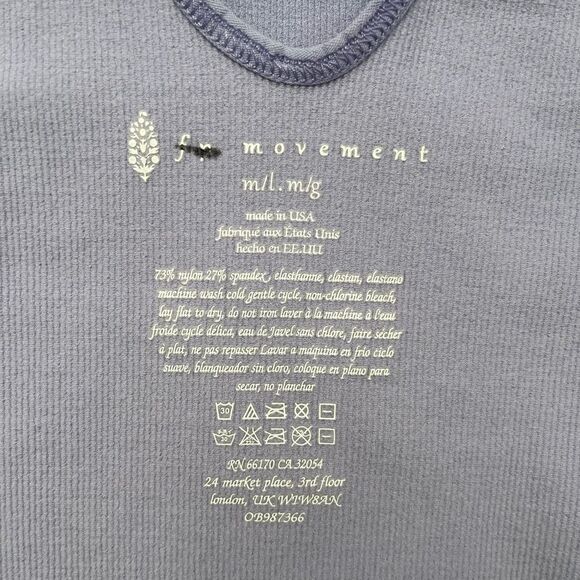 fp movement
m/l . m/g
made in USA
fabriqué aux États Unis
hecho en EE.UU
73% nylon 27% spandex, elasthanne, elastan, elastano
machine wash cold gentle cycle, non-chlorine bleach,
lay flat to dry, do not iron laver à la machine à l'eau
froide cycle délica, eau de Javel sans chlore, faire sécher
a plat, ne pas repasser Lavar a máquina en frío ciclo
suave, blanqueador sin cloro, coloque en plano para
secar, no planchar
30
30
RN 66170 CA 32054
24 market place, 3rd floor
london, UK W1W8AN
OB987366